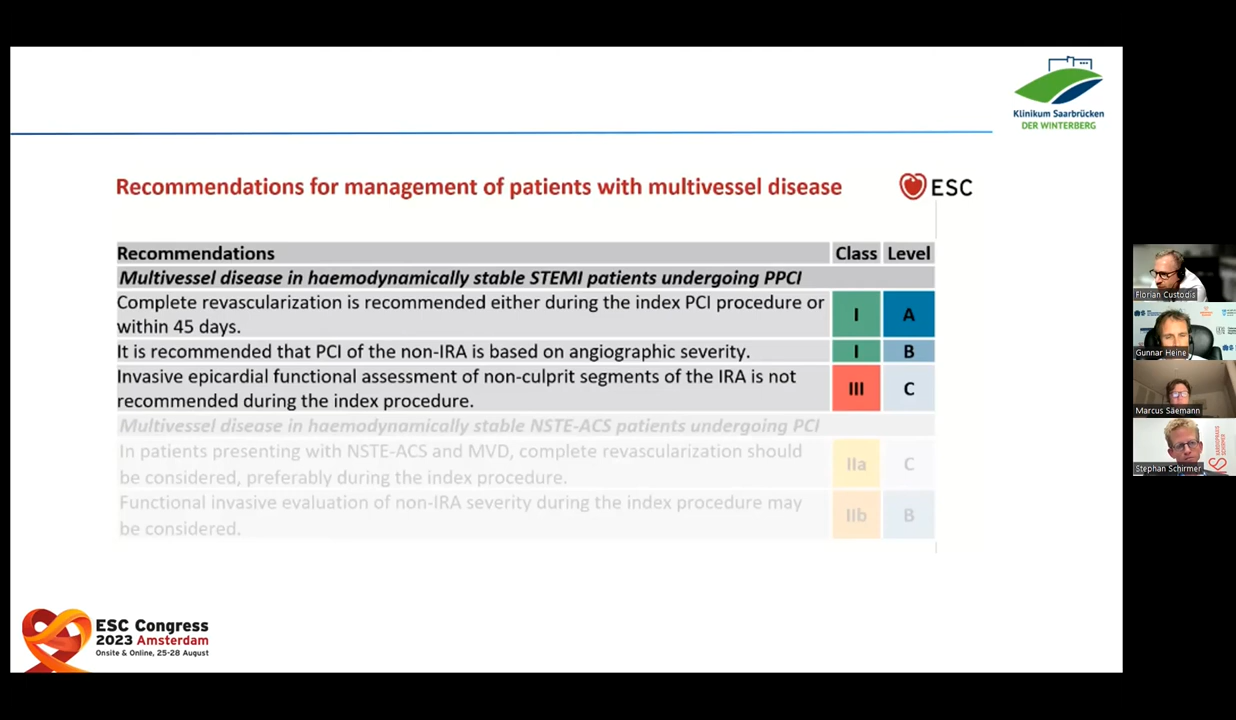 Klinikum Saarbrücken
DER WINTERBERG
Recommendations for management of patients with multivessel disease
ESC
Recommendations Class Level
Multivessel disease in haemodynamically stable STEMI patients undergoing PPCI
Complete revascularization is recommended either during the index PCI procedure or
within 45 days.
I A
It is recommended that PCI of the non-IRA is based on angiographic severity. I B
Invasive epicardial functional assessment of non-culprit segments of the IRA is not
recommended during the index procedure.
III C
Multivessel disease in haemodynamically stable NSTE-ACS patients undergoing PCI
In patients presenting with NSTE-ACS and MVD, complete revascularization should
be considered, preferably during the index procedure.
IIa C
Functional invasive evaluation of non-IRA severity during the index procedure may
be considered.
IIb B
ESC Congress
2023 Amsterdam
Onsite & Online, 25-28 August
Florian Custodis
Gunnar Heine
Marcus Säemann
Stephan Schirmer